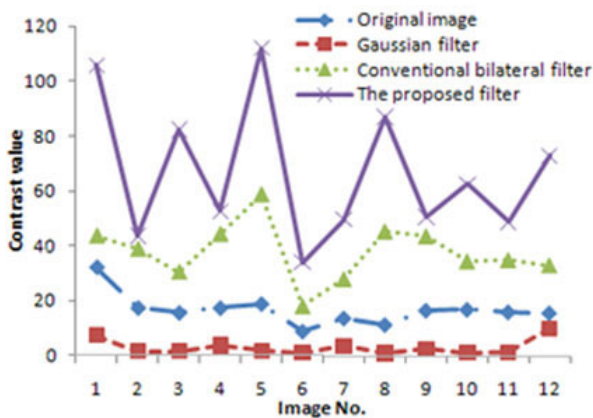 Original image
Gaussian filter
Conventional bilateral filter
The proposed filter
120
100
80
60
40
20
0
Contrast value
1 2 3 4 5 6 7 8 9 10 11 12
Image No.